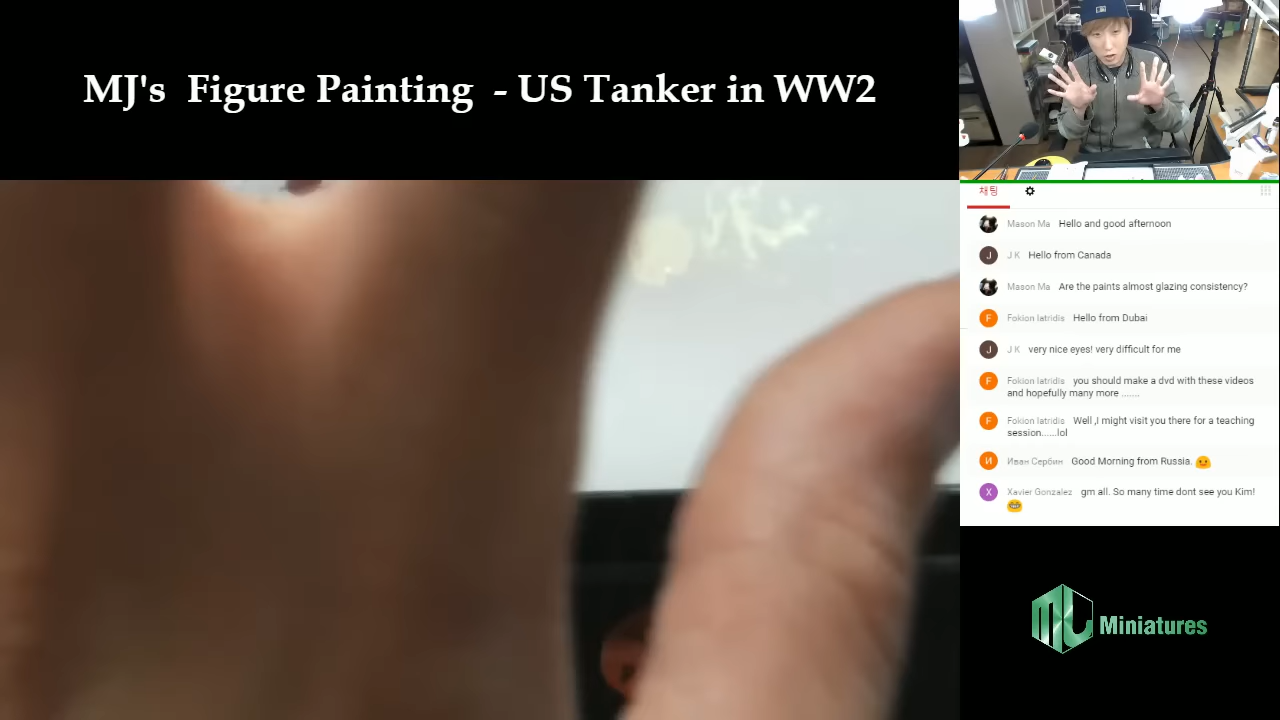 MJ's Figure Painting - US Tanker in WW2
채팅
Mason Ma Hello and good afternoon
J K Hello from Canada
Mason Ma Are the paints almost glazing consistency?
Fokion Iatridis Hello from Dubai
J K very nice eyes! very difficult for me
Fokion Iatridis you should make a dvd with these videos
and hopefully many more .......
Fokion Iatridis Well ,I might visit you there for a teaching
session......lol
Иван Сербин Good Morning from Russia.
Xavier Gonzalez gm all. So many time dont see you Kim!
MJ Miniatures